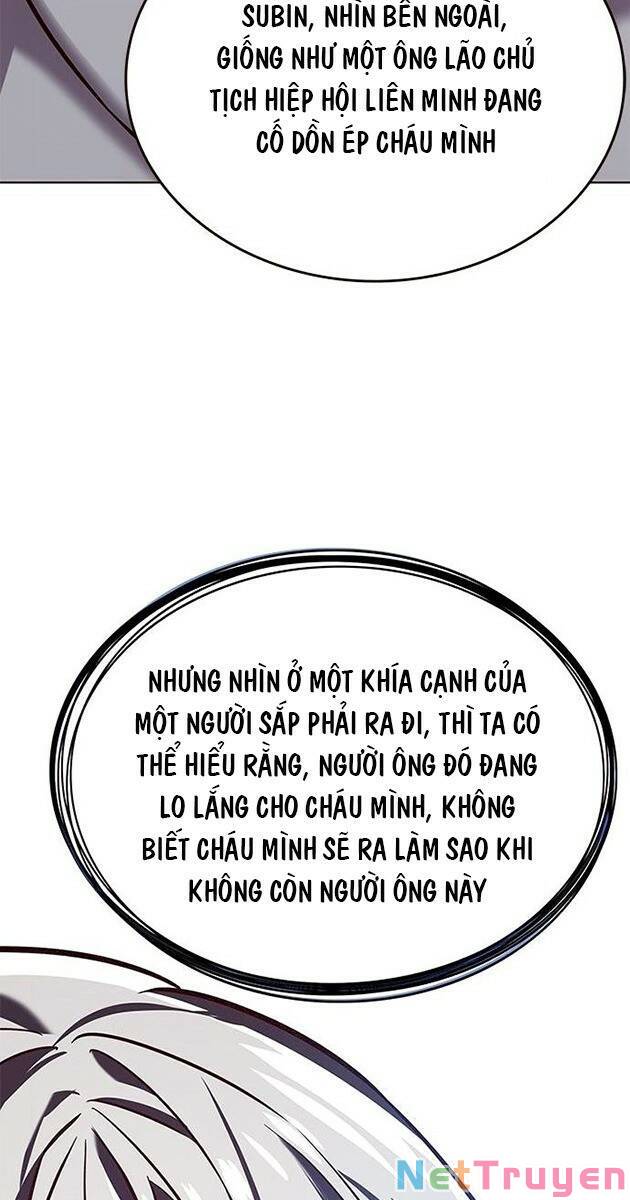 SUBIN, NHÌN BÊN NGOÀI,
GIỐNG NHƯ MỘT ÔNG LÃO CHỦ
TỊCH HIỆP HỘI LIÊN MINH ĐANG
CỐ DỒN ÉP CHÁU MÌNH
NHƯNG NHÌN Ở MỘT KHÍA CẠNH CỦA
MỘT NGƯỜI SẮP PHẢI RA ĐI, THÌ TA CÓ
THỂ HIỂU RẰNG, NGƯỜI ÔNG ĐÓ ĐANG
LO LẮNG CHO CHÁU MÌNH, KHÔNG
BIẾT CHÁU MÌNH SẼ RA LÀM SAO KHI
KHÔNG CÒN NGƯỜI ÔNG NÀY
NetTruyen